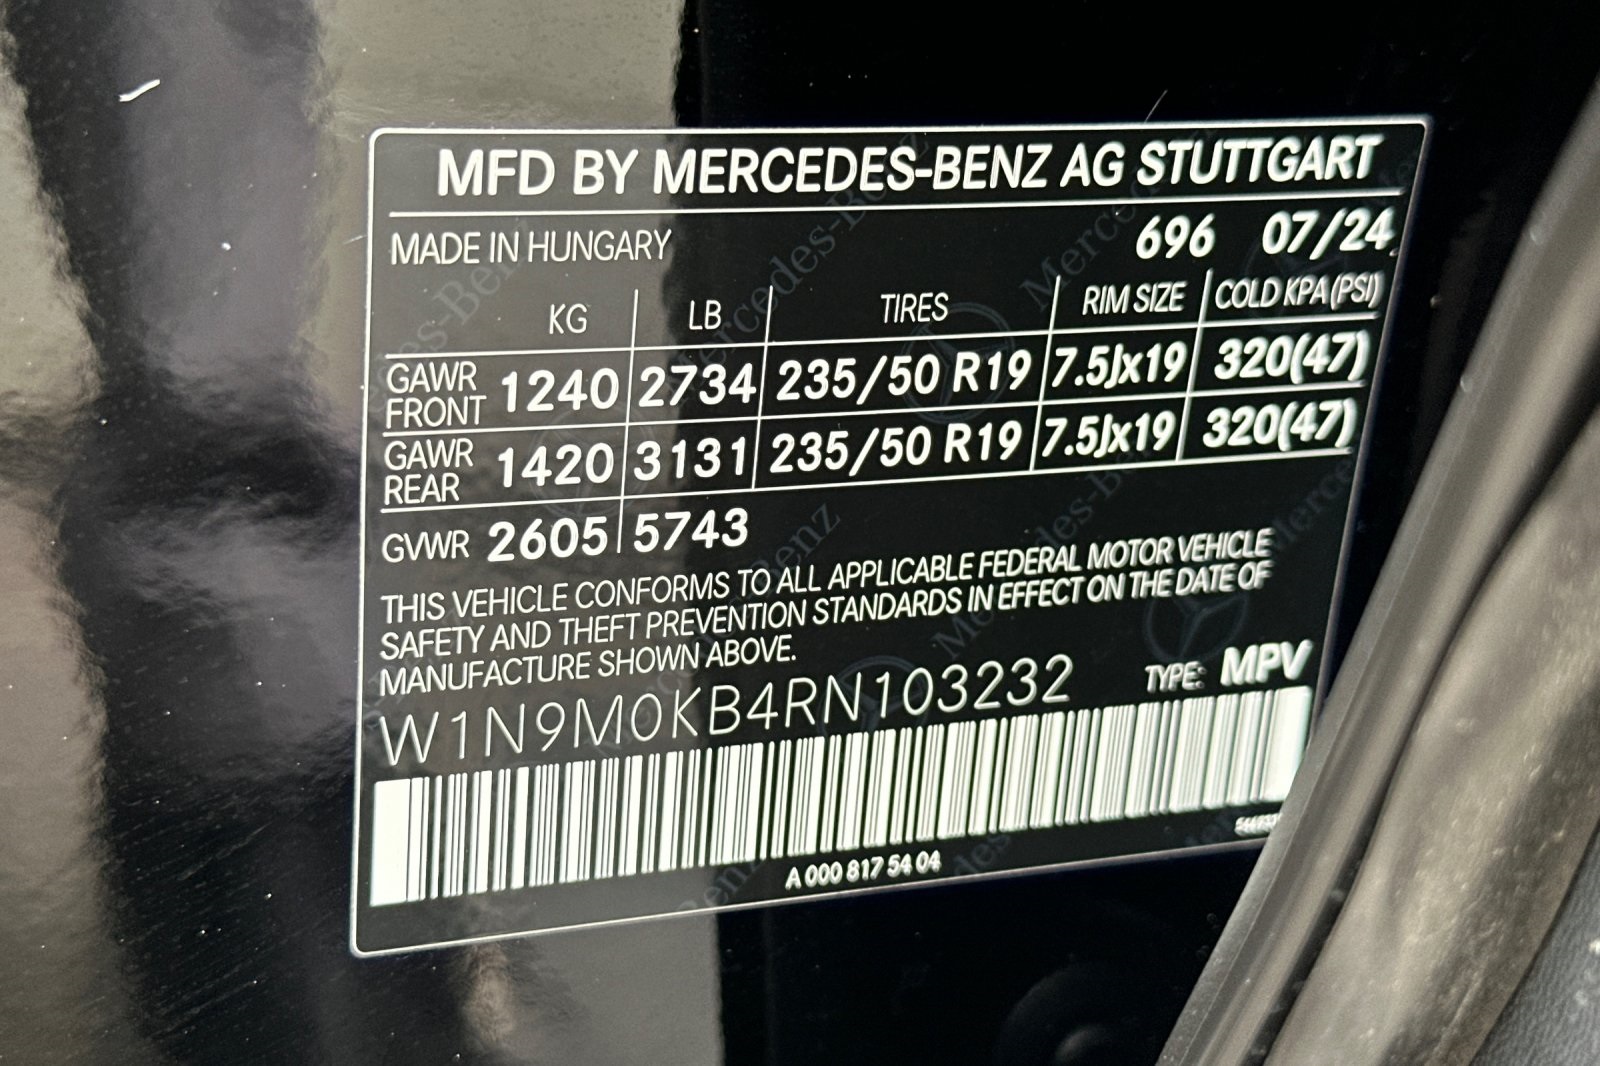 MFD BY MERCEDES-BENZ AG STUTTGART
MADE IN HUNGARY 696 07/24
KG LB TIRES RIM SIZE COLD KPA(PSI)
GAWR FRONT 1240 2734 235/50 R19 7.5Jx19 320(47)
GAWR REAR 1420 3131 235/50 R19 7.5Jx19 320(47)
GVWR 2605 5743
THIS VEHICLE CONFORMS TO ALL APPLICABLE FEDERAL MOTOR VEHICLE
SAFETY AND THEFT PREVENTION STANDARDS IN EFFECT ON THE DATE OF
MANUFACTURE SHOWN ABOVE.
W1N9M0KB4RN103232 TYPE: MPV
A 000 817 54 04